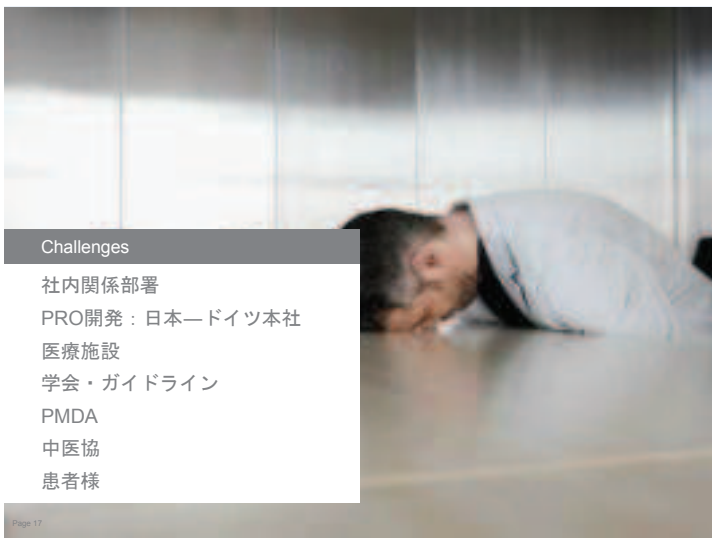 Challenges
社内関係部署
PRO開発：日本―ドイツ本社
医療施設
学会・ガイドライン
PMDA
中医協
患者様
Page 17